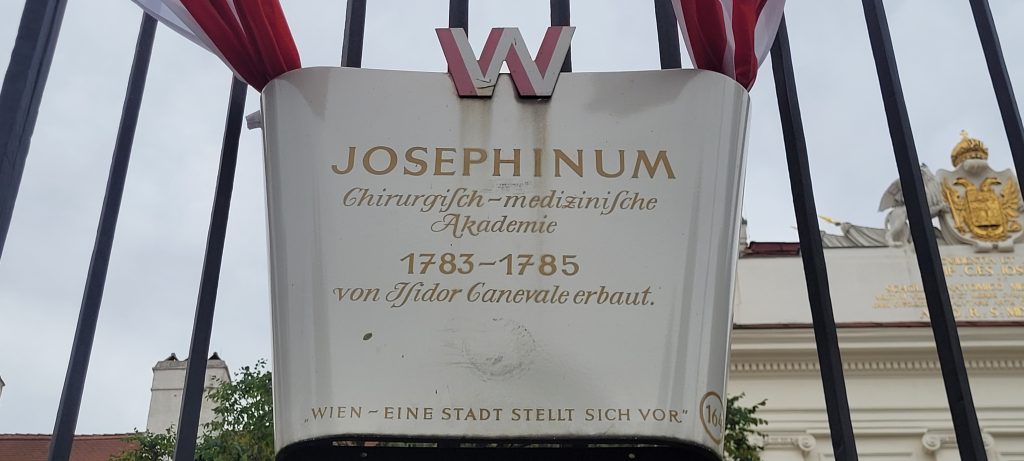 W
JOSEPHINUM
Chirurgiſch-mediziniſche
Akademie
1783-1785
von Iſidor Canevale erbaut.
„WIEN - EINE STADT STELLT SICH VOR"